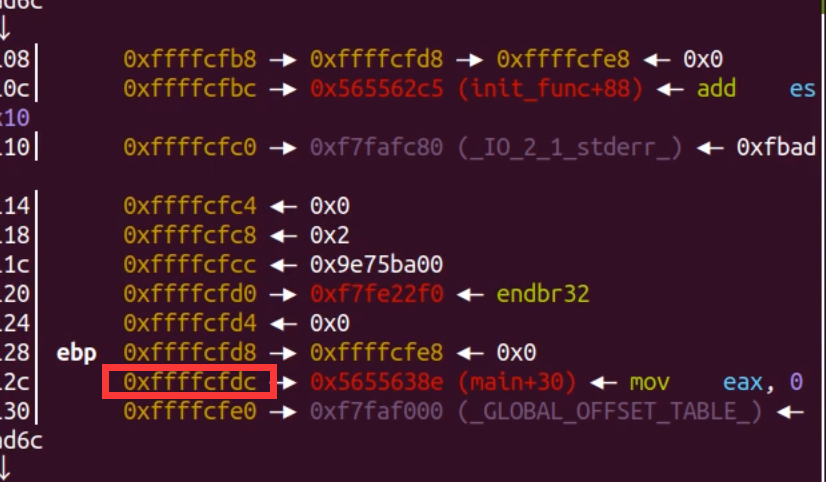 ad6c
↓
08│ 0xffffcfb8 —▸ 0xffffcfd8 —▸ 0xffffcfe8 ◂— 0x0
0c│ 0xffffcfbc —▸ 0x565562c5 (init_func+88) ◂— add es
x10
10│ 0xffffcfc0 —▸ 0xf7fafc80 (_IO_2_1_stderr_) ◂— 0xfbad
14│ 0xffffcfc4 ◂— 0x0
18│ 0xffffcfc8 ◂— 0x2
1c│ 0xffffcfcc ◂— 0x9e75ba00
20│ 0xffffcfd0 —▸ 0xf7fe22f0 ◂— endbr32
24│ 0xffffcfd4 ◂— 0x0
28│ ebp 0xffffcfd8 —▸ 0xffffcfe8 ◂— 0x0
2c│ 0xffffcfdc —▸ 0x5655638e (main+30) ◂— mov eax, 0
30│ 0xffffcfe0 —▸ 0xf7faf000 (_GLOBAL_OFFSET_TABLE_) ◂—
ad6c
↓